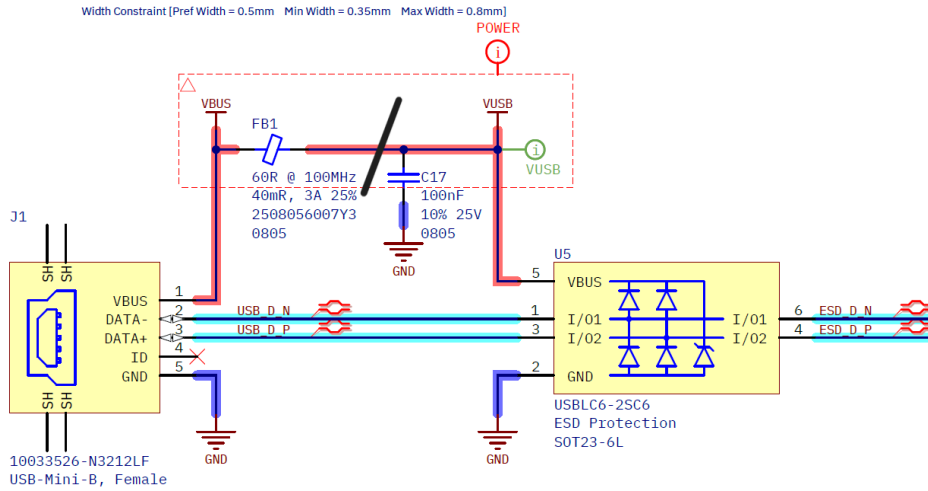 Width Constraint [Pref Width = 0.5mm Min Width = 0.35mm Max Width = 0.8mm]
POWER
i
VBUS
VUSB
FB1
i
VUSB
60R @ 100MHz
40mR, 3A 25%
2508056007Y3
0805
C17
100nF
10% 25V
0805
GND
J1
SH
SH
U5
VBUS
1
5
VBUS
DATA-
2
USB_D_N
1
I/O1
I/O1
6
ESD_D_N
DATA+
3
USB_D_P
3
I/O2
I/O2
4
ESD_D_P
ID
4
GND
5
2
GND
SH
SH
GND
GND
USBLC6-2SC6
ESD Protection
SOT23-6L
10033526-N3212LF
USB-Mini-B, Female